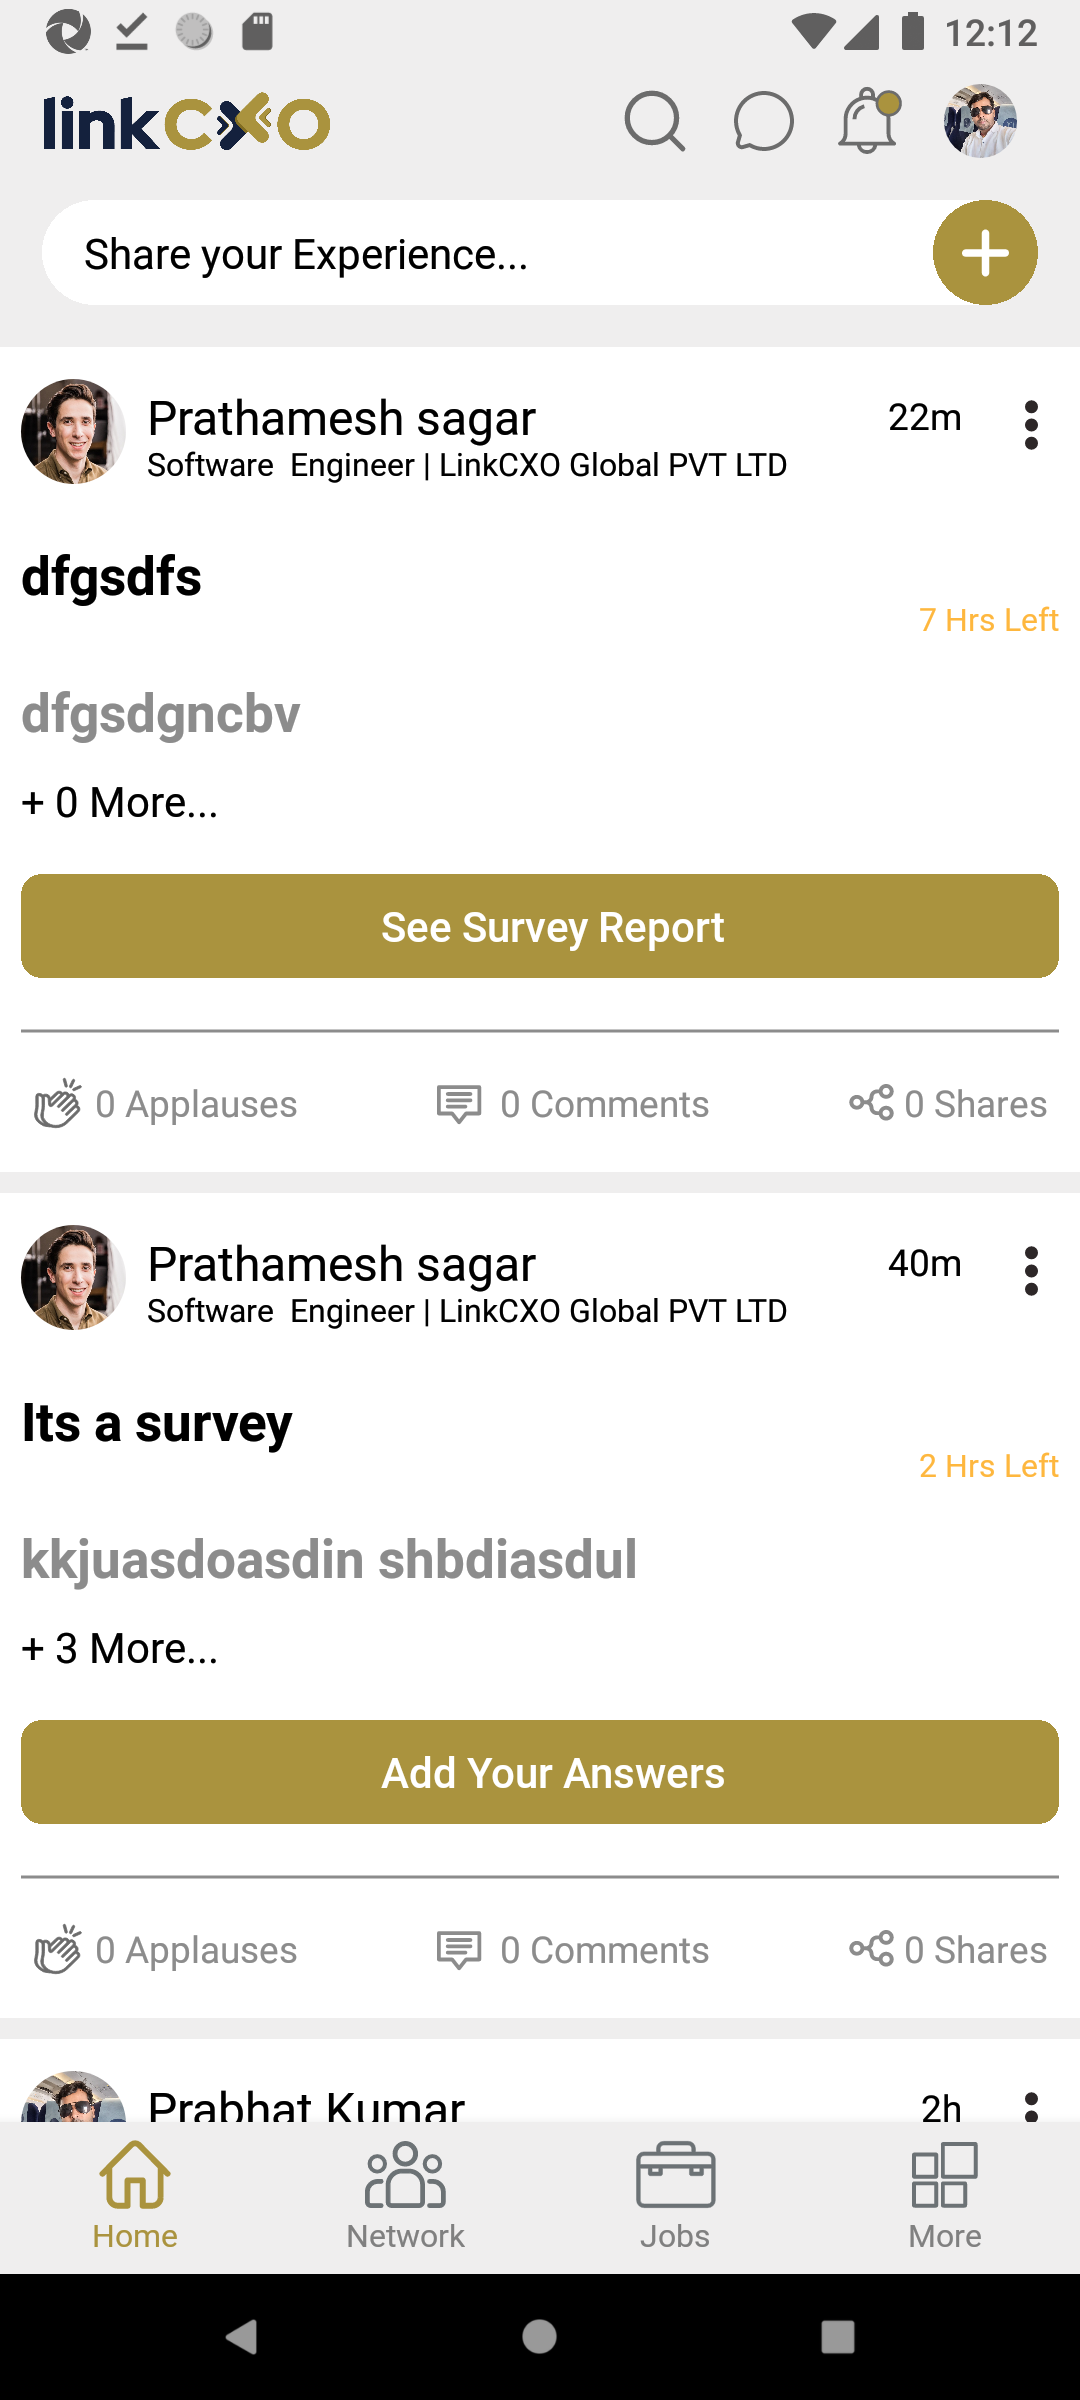 12:12
linkCXO
Share your Experience...
Prathamesh sagar
22m
Software  Engineer | LinkCXO Global PVT LTD
dfgsdfs
7 Hrs Left
dfgsdgncbv
+ 0 More...
See Survey Report
0 Applauses
0 Comments
0 Shares
Prathamesh sagar
40m
Software  Engineer | LinkCXO Global PVT LTD
Its a survey
2 Hrs Left
kkjuasdoasdin shbdiasdul
+ 3 More...
Add Your Answers
0 Applauses
0 Comments
0 Shares
Prabhat Kumar
2h
Home
Network
Jobs
More